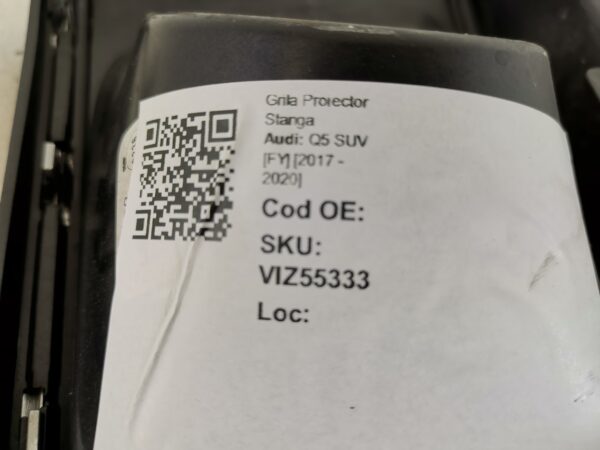 Grila Proiector
Stanga
Audi: Q5 SUV
[FY] [2017 -
2020]
Cod OE:
SKU:
VIZ55333
Loc: